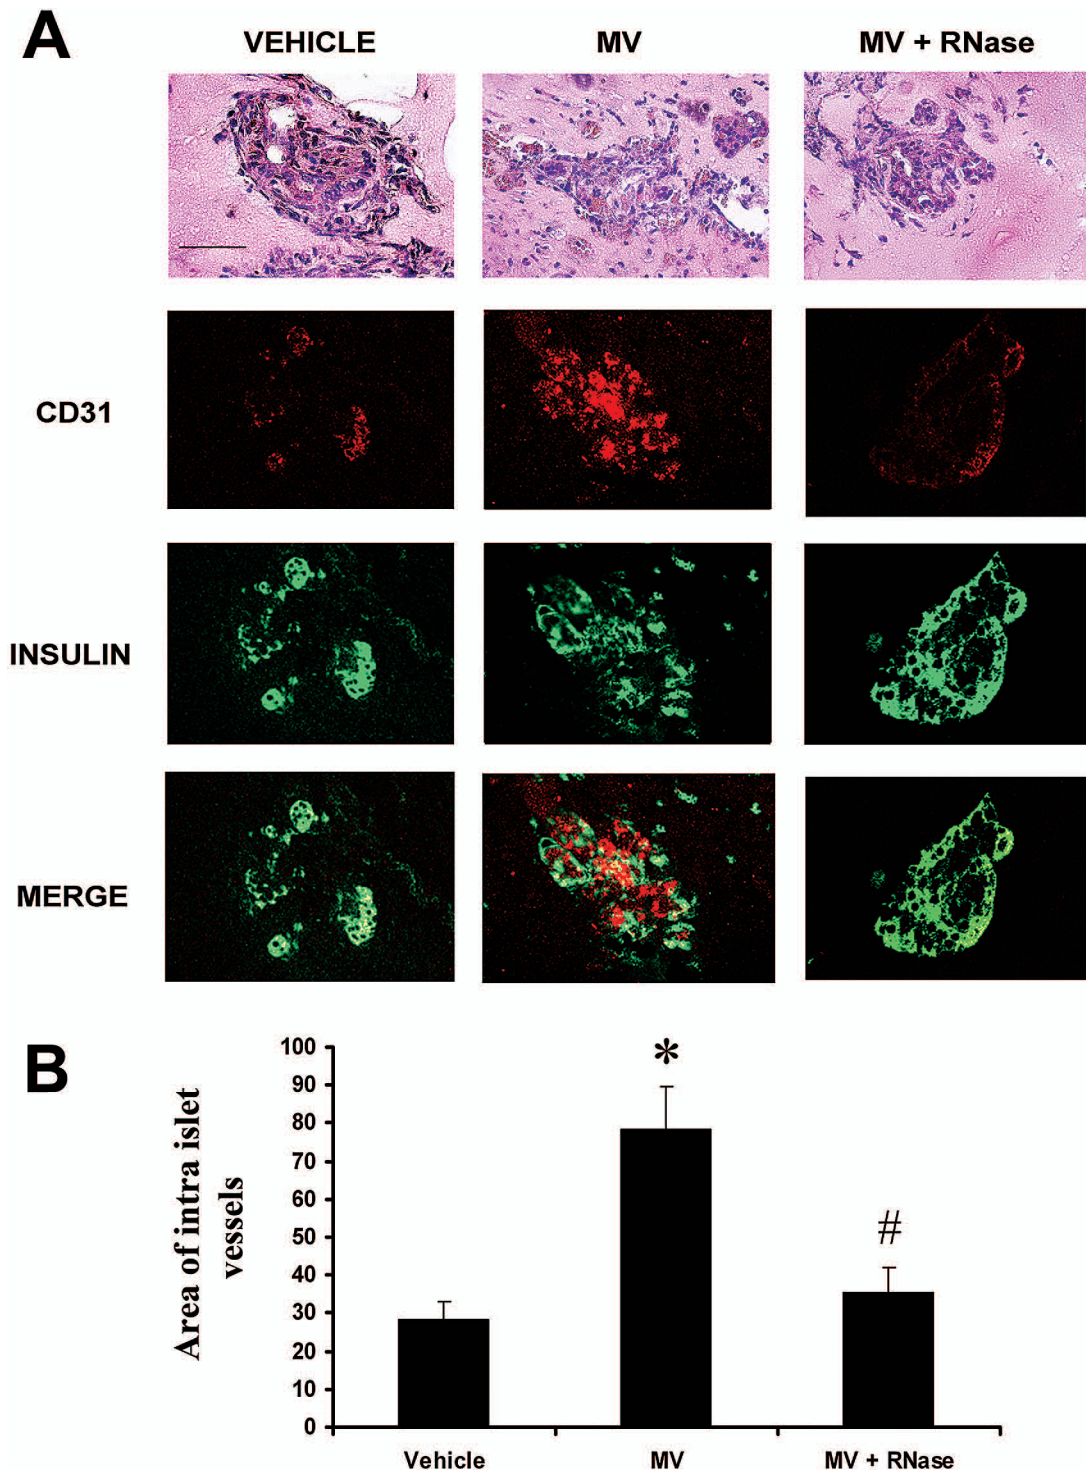 A
VEHICLE
MV
MV + RNase
CD31
INSULIN
MERGE
B
Area of intra islet
vessels
100
90
80
70
60
50
40
30
20
10
0
*
#
Vehicle
MV
MV + RNase